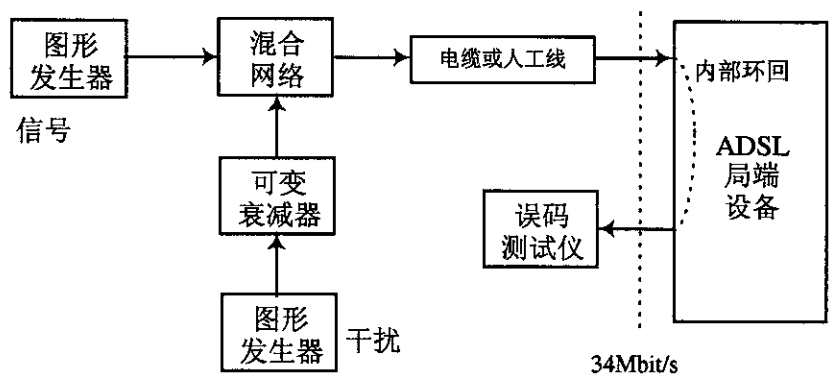 图形
发生器
信号
混合
网络
电缆或人工线
内部环回
ADSL
局端
设备
可变
衰减器
误码
测试仪
图形
发生器
干扰
34Mbit/s